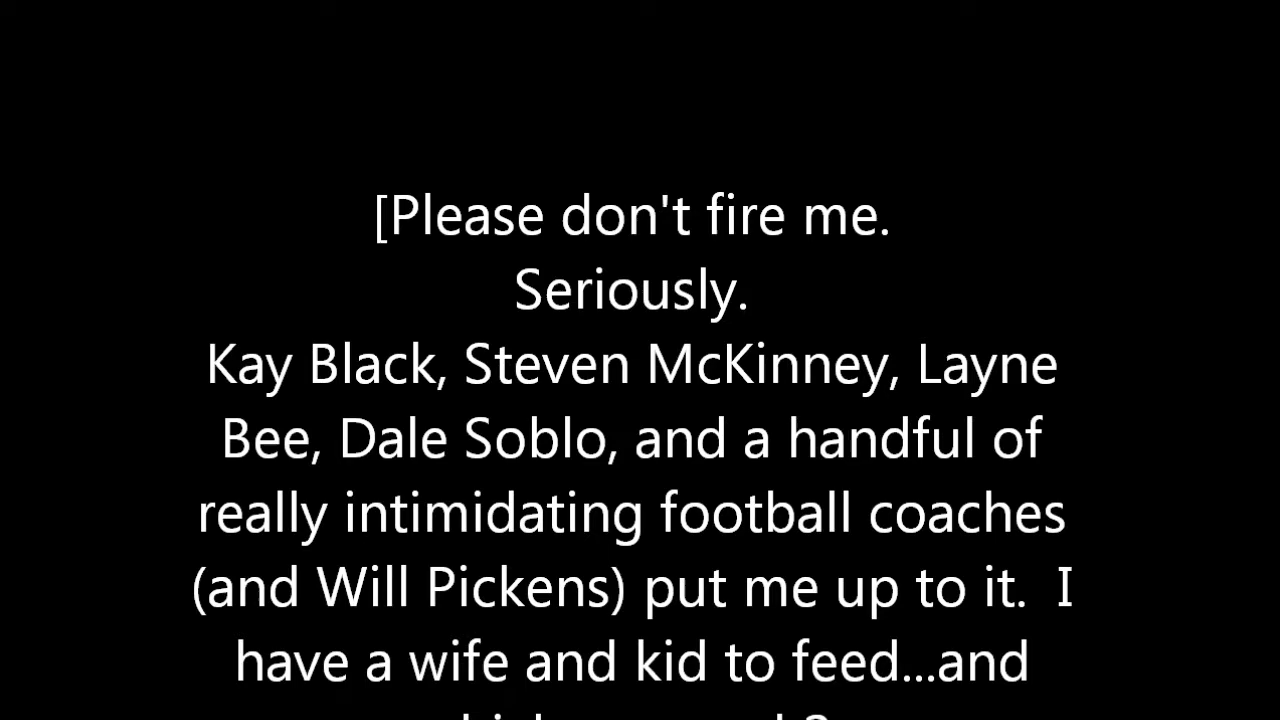 [Please don't fire me.
Seriously.
Kay Black, Steven McKinney, Layne
Bee, Dale Soblo, and a handful of
really intimidating football coaches
(and Will Pickens) put me up to it.  I
have a wife and kid to feed...and